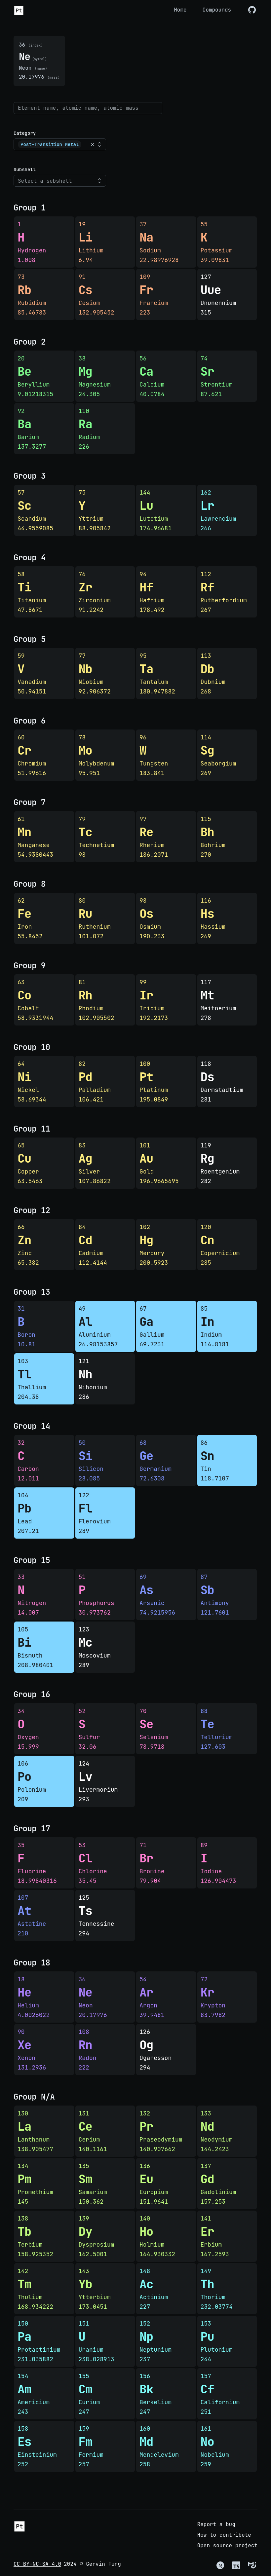 Pt
Home
Compounds
36 (index)
Ne (symbol)
Neon (name)
20.17976 (mass)
Element name, atomic name, atomic mass
Category
Post-Transition Metal
Subshell
Select a subshell
Group 1
1 19 37 55
H Li Na K
Hydrogen Lithium Sodium Potassium
1.008 6.94 22.98976928 39.09831
73 91 109 127
Rb Cs Fr Uue
Rubidium Cesium Francium Ununennium
85.46783 132.905452 223 315
Group 2
20 38 56 74
Be Mg Ca Sr
Beryllium Magnesium Calcium Strontium
9.01218315 24.305 40.0784 87.621
92 110
Ba Ra
Barium Radium
137.3277 226
Group 3
57 75 144 162
Sc Y Lu Lr
Scandium Yttrium Lutetium Lawrencium
44.9559085 88.905842 174.96681 266
Group 4
58 76 94 112
Ti Zr Hf Rf
Titanium Zirconium Hafnium Rutherfordium
47.8671 91.2242 178.492 267
Group 5
59 77 95 113
V Nb Ta Db
Vanadium Niobium Tantalum Dubnium
50.94151 92.906372 180.947882 268
Group 6
60 78 96 114
Cr Mo W Sg
Chromium Molybdenum Tungsten Seaborgium
51.99616 95.951 183.841 269
Group 7
61 79 97 115
Mn Tc Re Bh
Manganese Technetium Rhenium Bohrium
54.9380443 98 186.2071 270
Group 8
62 80 98 116
Fe Ru Os Hs
Iron Ruthenium Osmium Hassium
55.8452 101.072 190.233 269
Group 9
63 81 99 117
Co Rh Ir Mt
Cobalt Rhodium Iridium Meitnerium
58.9331944 102.905502 192.2173 278
Group 10
64 82 100 118
Ni Pd Pt Ds
Nickel Palladium Platinum Darmstadtium
58.69344 106.421 195.0849 281
Group 11
65 83 101 119
Cu Ag Au Rg
Copper Silver Gold Roentgenium
63.5463 107.86822 196.9665695 282
Group 12
66 84 102 120
Zn Cd Hg Cn
Zinc Cadmium Mercury Copernicium
65.382 112.4144 200.5923 285
Group 13
31 49 67 85
B Al Ga In
Boron Aluminium Gallium Indium
10.81 26.98153857 69.7231 114.8181
103 121
Tl Nh
Thallium Nihonium
204.38 286
Group 14
32 50 68 86
C Si Ge Sn
Carbon Silicon Germanium Tin
12.011 28.085 72.6308 118.7107
104 122
Pb Fl
Lead Flerovium
207.21 289
Group 15
33 51 69 87
N P As Sb
Nitrogen Phosphorus Arsenic Antimony
14.007 30.973762 74.9215956 121.7601
105 123
Bi Mc
Bismuth Moscovium
208.980401 289
Group 16
34 52 70 88
O S Se Te
Oxygen Sulfur Selenium Tellurium
15.999 32.06 78.9718 127.603
106 124
Po Lv
Polonium Livermorium
209 293
Group 17
35 53 71 89
F Cl Br I
Fluorine Chlorine Bromine Iodine
18.99840316 35.45 79.904 126.904473
107 125
At Ts
Astatine Tennessine
210 294
Group 18
18 36 54 72
He Ne Ar Kr
Helium Neon Argon Krypton
4.0026022 20.17976 39.9481 83.7982
90 108 126
Xe Rn Og
Xenon Radon Oganesson
131.2936 222 294
Group N/A
130 131 132 133
La Ce Pr Nd
Lanthanum Cerium Praseodymium Neodymium
138.905477 140.1161 140.907662 144.2423
134 135 136 137
Pm Sm Eu Gd
Promethium Samarium Europium Gadolinium
145 150.362 151.9641 157.253
138 139 140 141
Tb Dy Ho Er
Terbium Dysprosium Holmium Erbium
158.925352 162.5001 164.930332 167.2593
142 143 148 149
Tm Yb Ac Th
Thulium Ytterbium Actinium Thorium
168.934222 173.0451 227 232.03774
150 151 152 153
Pa U Np Pu
Protactinium Uranium Neptunium Plutonium
231.035882 238.028913 237 244
154 155 156 157
Am Cm Bk Cf
Americium Curium Berkelium Californium
243 247 247 251
158 159 160 161
Es Fm Md No
Einsteinium Fermium Mendelevium Nobelium
252 257 258 259
Pt
Report a bug
How to contribute
Open source project
CC BY-NC-SA 4.0 2024 © Gervin Fung